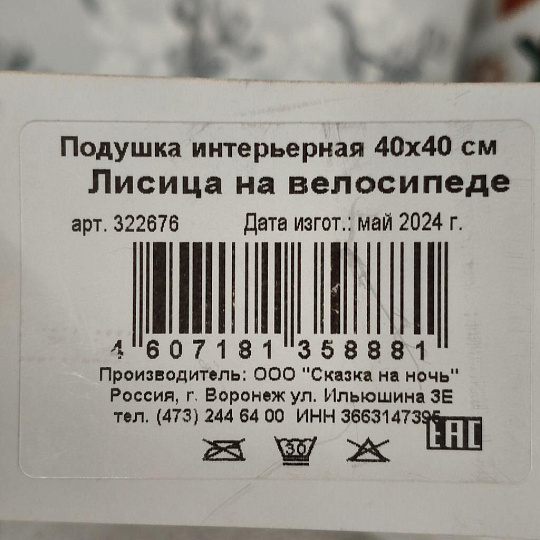 Подушка интерьерная 40х40 см
Лисица на велосипеде
арт. 322676 Дата изгот.: май 2024 г.
4 607181 358881
Производитель: ООО "Сказка на ночь"
Россия, г. Воронеж ул. Ильюшина 3Е
тел. (473) 244 64 00 ИНН 3663147395
ЕАС
30